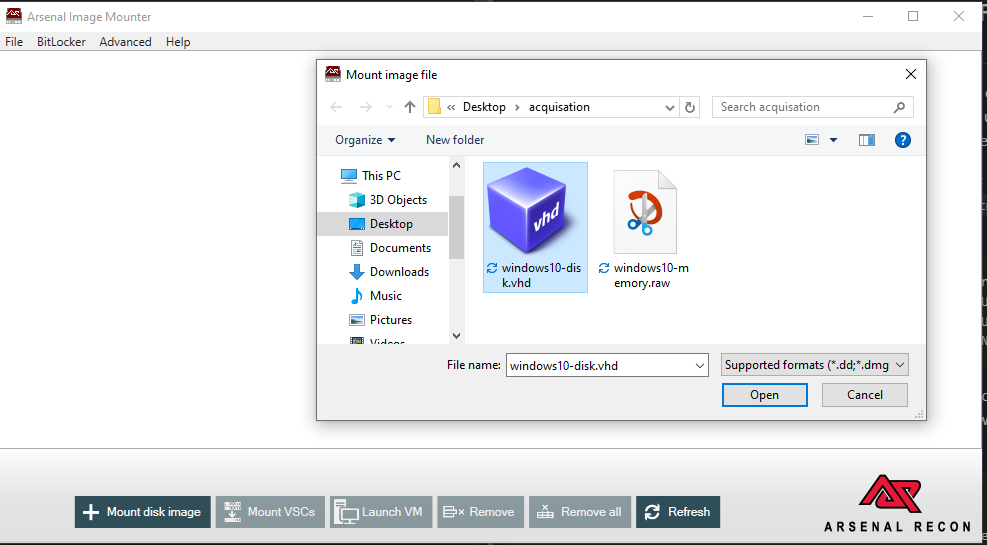 Arsenal Image Mounter
File BitLocker Advanced Help
Mount image file
« Desktop › acquisation
Search acquisation
Organize New folder
This PC
3D Objects
Desktop
Documents
Downloads
Music
Pictures
Videos
vhd
windows10-dis
k.vhd
windows10-m
emory.raw
File name: windows10-disk.vhd
Supported formats (*.dd;*.dmg
Open Cancel
Mount disk image Mount VSCs Launch VM Remove Remove all Refresh
ARSENAL RECON